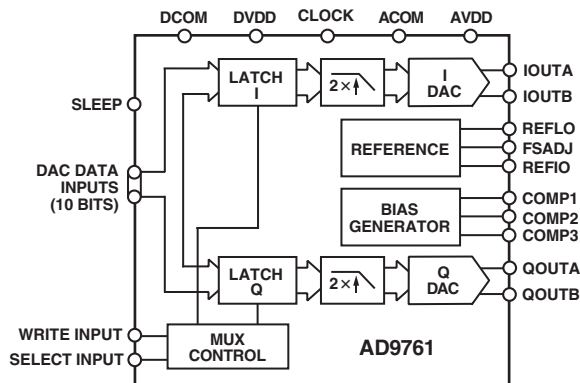 DCOM DVDD CLOCK ACOM AVDD
LATCH
I
2×
I
DAC
IOUTA
IOUTB
SLEEP
REFERENCE
REFLO
FSADJ
REFIO
DAC DATA
INPUTS
(10 BITS)
BIAS
GENERATOR
COMP1
COMP2
COMP3
LATCH
Q
2×
Q
DAC
QOUTA
QOUTB
WRITE INPUT
SELECT INPUT
MUX
CONTROL
AD9761